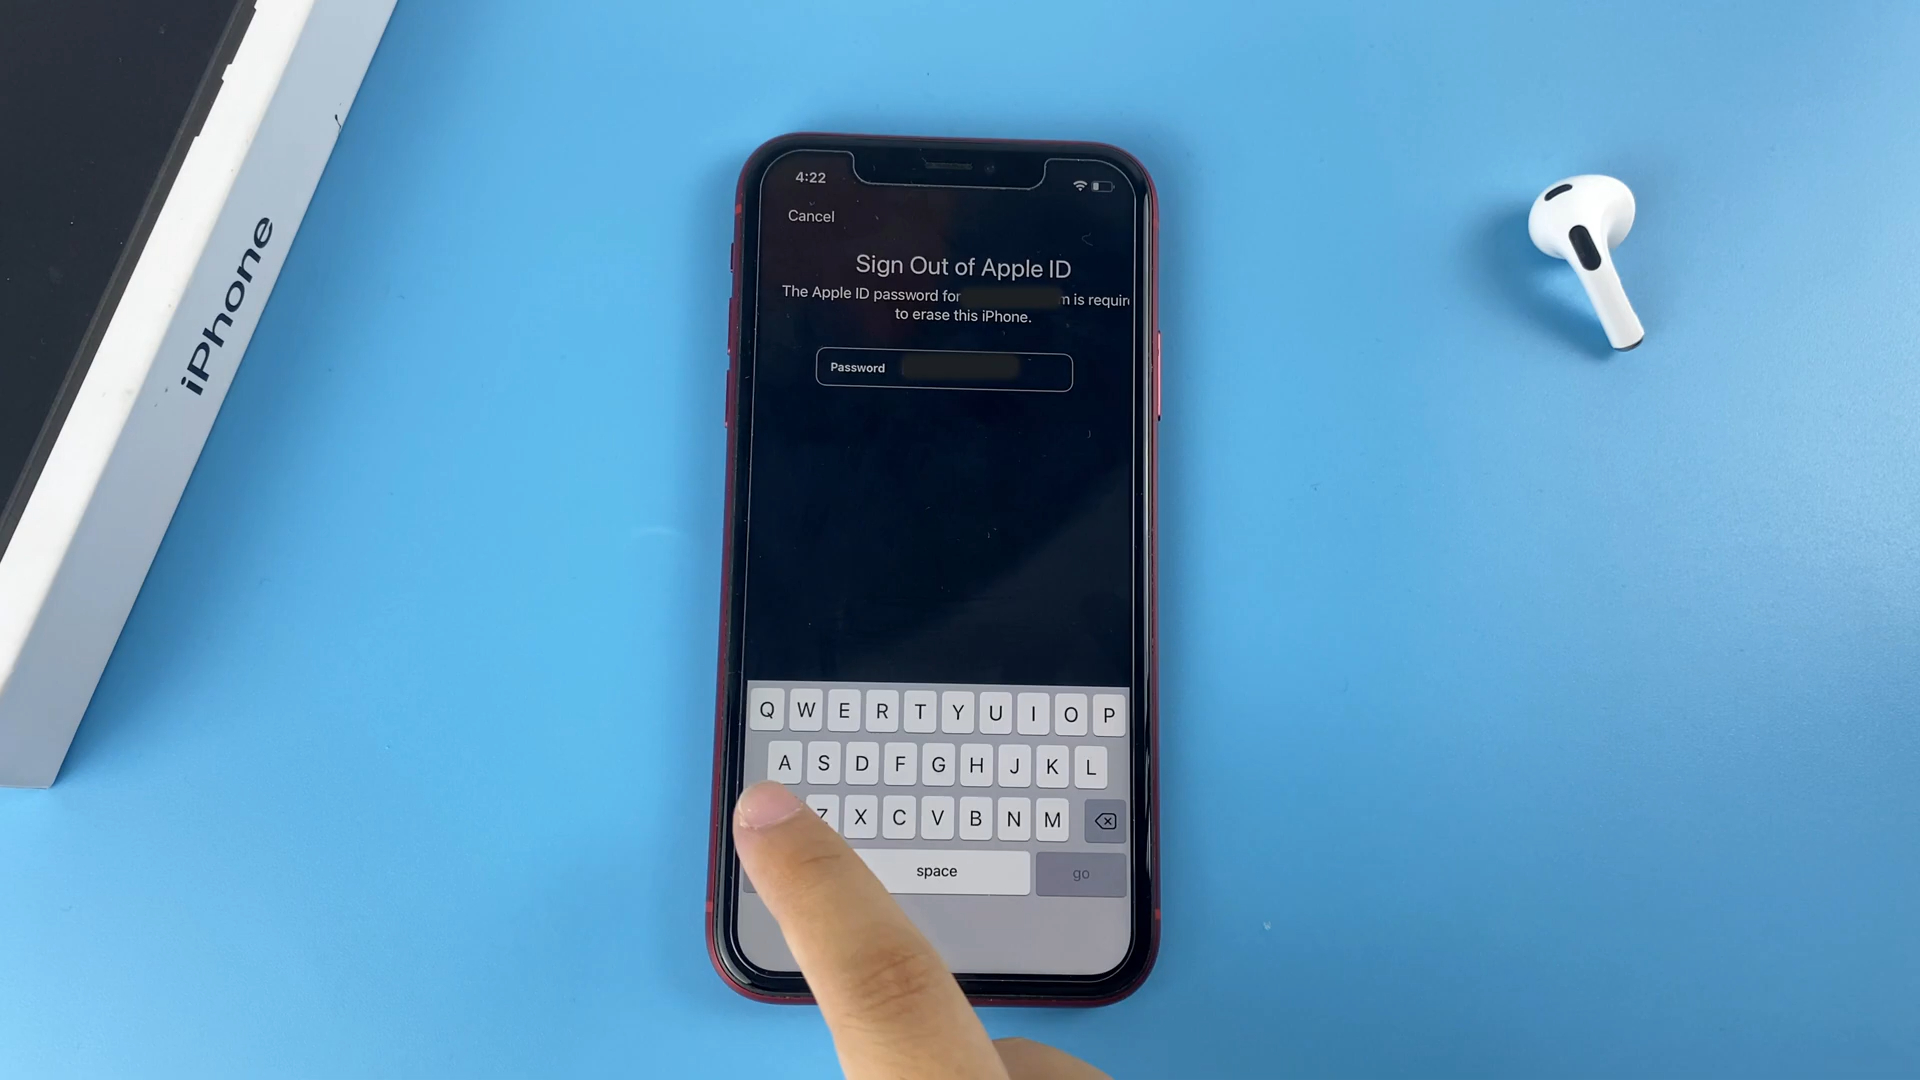 iPhone
4:22
Cancel
Sign Out of Apple ID
The Apple ID password for m is requir
to erase this iPhone.
Password
Q W E R T Y U I O P
A S D F G H J K L
Z X C V B N M
space go